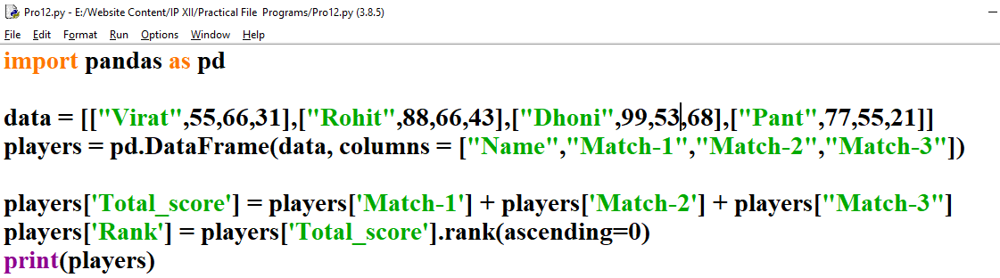 Pro12.py - E:/Website Content/IP XII/Practical File  Programs/Pro12.py (3.8.5)
File Edit Format Run Options Window Help
import pandas as pd
data = [["Virat",55,66,31],["Rohit",88,66,43],["Dhoni",99,53,68],["Pant",77,55,21]]
players = pd.DataFrame(data, columns = ["Name","Match-1","Match-2","Match-3"])
players['Total_score'] = players['Match-1'] + players['Match-2'] + players["Match-3"]
players['Rank'] = players['Total_score'].rank(ascending=0)
print(players)